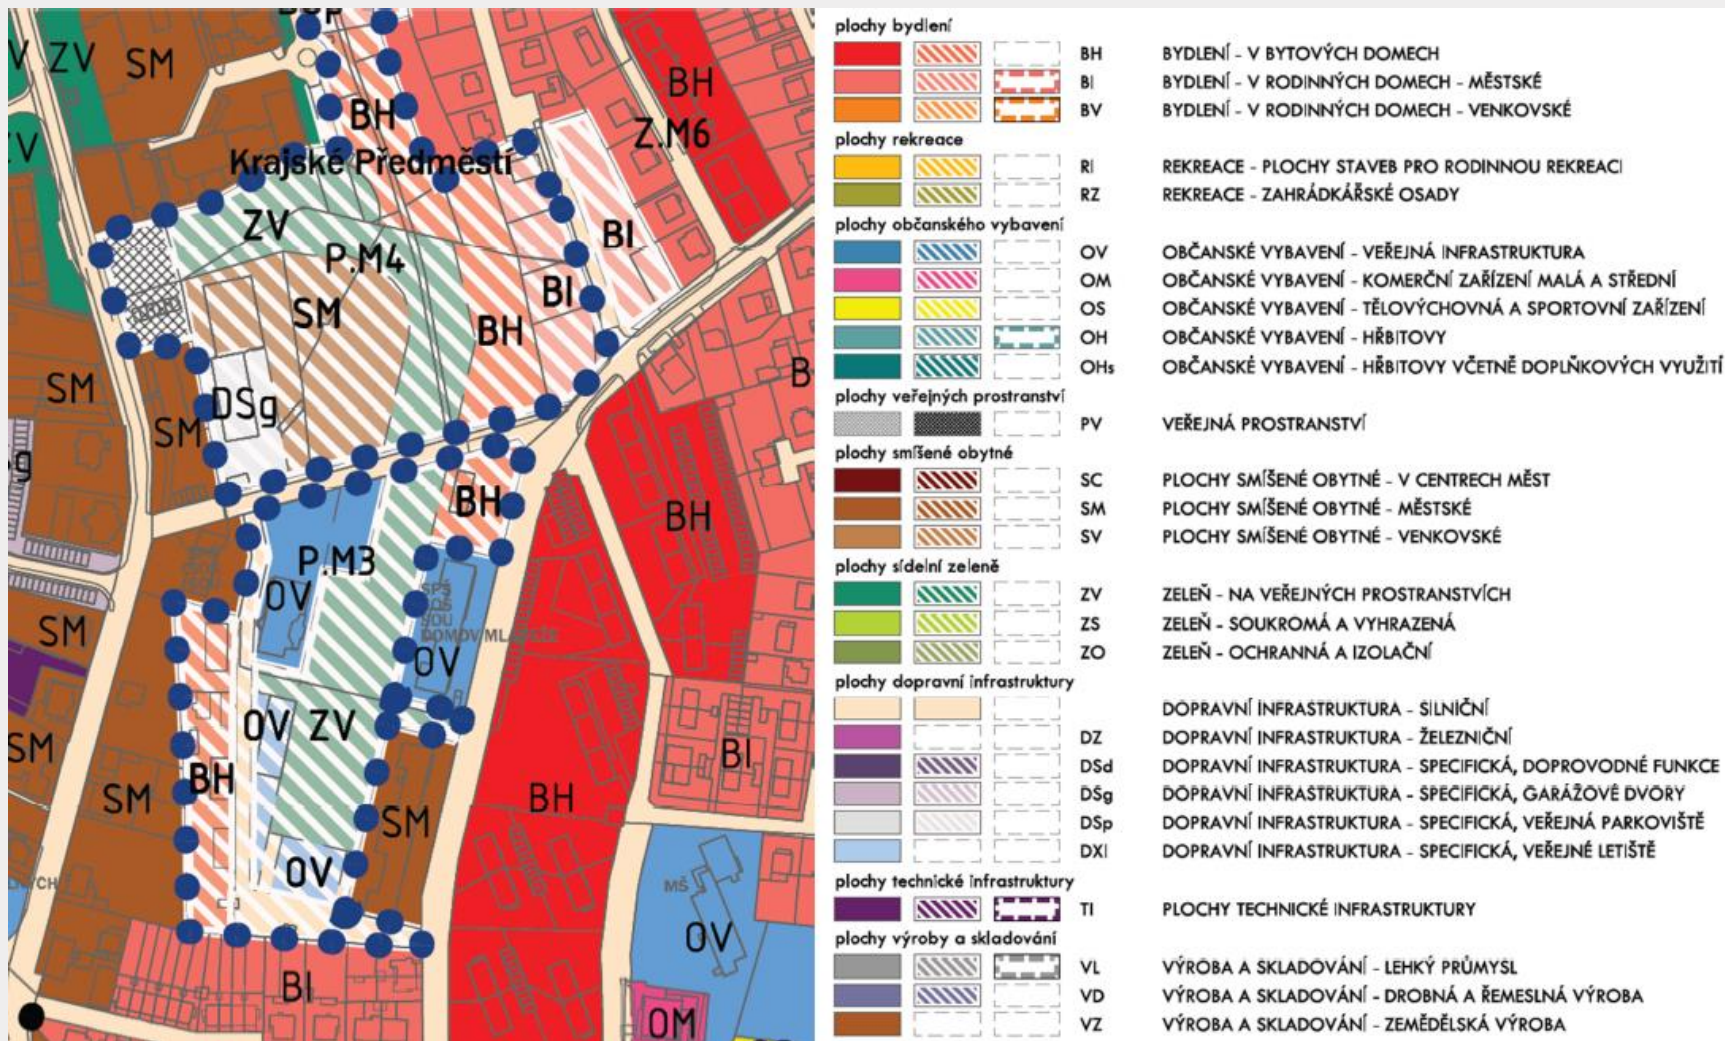 ZV
SM
BH
BH
Z.M6
Krajské Předměstí
ZV
BI
P.M4
SM
BI
BH
SM
DSg
SM
BH
BH
P.M3
OV
SM
SPŠ
SOŠ
SOU
DOMOV MLÁDEŽE
OV
OV
ZV
BI
SM
BH
SM
BH
SM
OV
MŠ
OV
BI
OM
plochy bydlení
BH BYDLENÍ - V BYTOVÝCH DOMECH
BI BYDLENÍ - V RODINNÝCH DOMECH - MĚSTSKÉ
BV BYDLENÍ - V RODINNÝCH DOMECH - VENKOVSKÉ
plochy rekreace
RI REKREACE - PLOCHY STAVEB PRO RODINNOU REKREACI
RZ REKREACE - ZAHRÁDKÁŘSKÉ OSADY
plochy občanského vybavení
OV OBČANSKÉ VYBAVENÍ - VEŘEJNÁ INFRASTRUKTURA
OM OBČANSKÉ VYBAVENÍ - KOMERČNÍ ZAŘÍZENÍ MALÁ A STŘEDNÍ
OS OBČANSKÉ VYBAVENÍ - TĚLOVÝCHOVNÁ A SPORTOVNÍ ZAŘÍZENÍ
OH OBČANSKÉ VYBAVENÍ - HŘBITOVY
OHs OBČANSKÉ VYBAVENÍ - HŘBITOVY VČETNĚ DOPLŇKOVÝCH VYUŽITÍ
plochy veřejných prostranství
PV VEŘEJNÁ PROSTRANSTVÍ
plochy smíšené obytné
SC PLOCHY SMÍŠENÉ OBYTNÉ - V CENTRECH MĚST
SM PLOCHY SMÍŠENÉ OBYTNÉ - MĚSTSKÉ
SV PLOCHY SMÍŠENÉ OBYTNÉ - VENKOVSKÉ
plochy sídelní zeleně
ZV ZELEŇ - NA VEŘEJNÝCH PROSTRANSTVÍCH
ZS ZELEŇ - SOUKROMÁ A VYHRAZENÁ
ZO ZELEŇ - OCHRANNÁ A IZOLAČNÍ
plochy dopravní infrastruktury
DOPRAVNÍ INFRASTRUKTURA - SILNIČNÍ
DZ DOPRAVNÍ INFRASTRUKTURA - ŽELEZNIČNÍ
DSd DOPRAVNÍ INFRASTRUKTURA - SPECIFICKÁ, DOPROVODNÉ FUNKCE
DSg DOPRAVNÍ INFRASTRUKTURA - SPECIFICKÁ, GARÁŽOVÉ DVORY
DSp DOPRAVNÍ INFRASTRUKTURA - SPECIFICKÁ, VEŘEJNÁ PARKOVIŠTĚ
DXI DOPRAVNÍ INFRASTRUKTURA - SPECIFICKÁ, VEŘEJNÉ LETIŠTĚ
plochy technické infrastruktury
TI PLOCHY TECHNICKÉ INFRASTRUKTURY
plochy výroby a skladování
VL VÝROBA A SKLADOVÁNÍ - LEHKÝ PRŮMYSL
VD VÝROBA A SKLADOVÁNÍ - DROBNÁ A ŘEMESLNÁ VÝROBA
VZ VÝROBA A SKLADOVÁNÍ - ZEMĚDĚLSKÁ VÝROBA